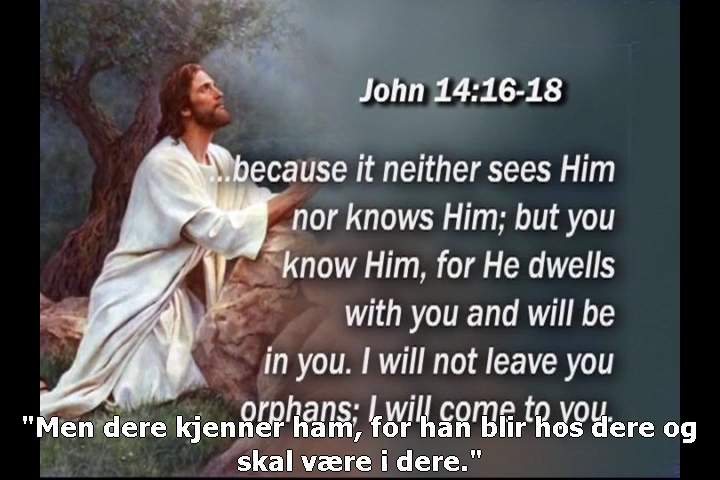 John 14:16-18
...because it neither sees Him
nor knows Him; but you
know Him, for He dwells
with you and will be
in you. I will not leave you
orphans; I will come to you.
"Men dere kjenner ham, for han blir hos dere og
skal være i dere."